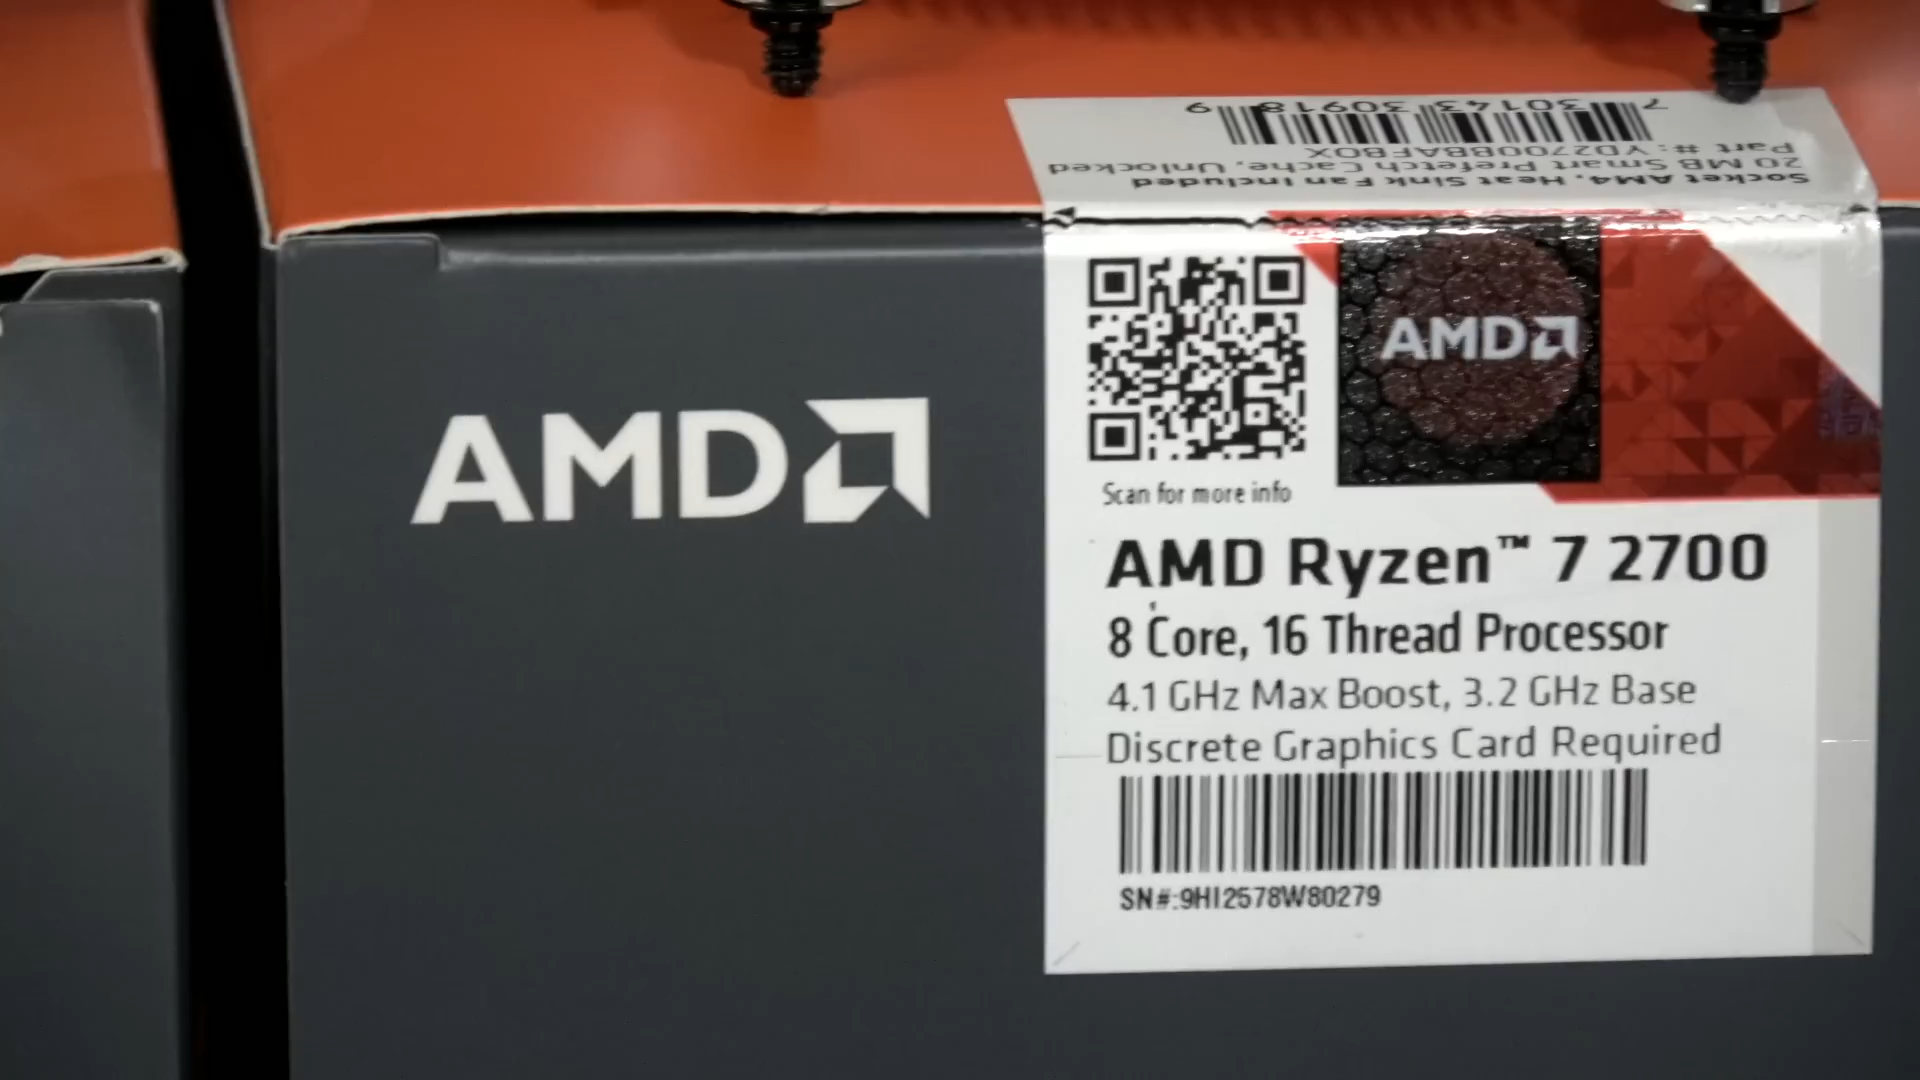 7 30143 30918 9
Part #: YD2700BBAFBOX
20 MB Smart Prefetch Cache, Unlocked
Socket AM4, Heat Sink Fan Included
AMD
AMD
Scan for more info
AMD Ryzen™ 7 2700
8 Core, 16 Thread Processor
4.1 GHz Max Boost, 3.2 GHz Base
Discrete Graphics Card Required
SN#:9HI2578W80279